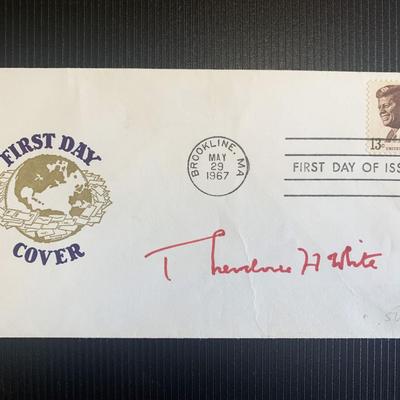 FIRST DAY
COVER
BROOKLINE, MA
MAY
29
1967
13c
FIRST DAY OF ISS
Theodore H White